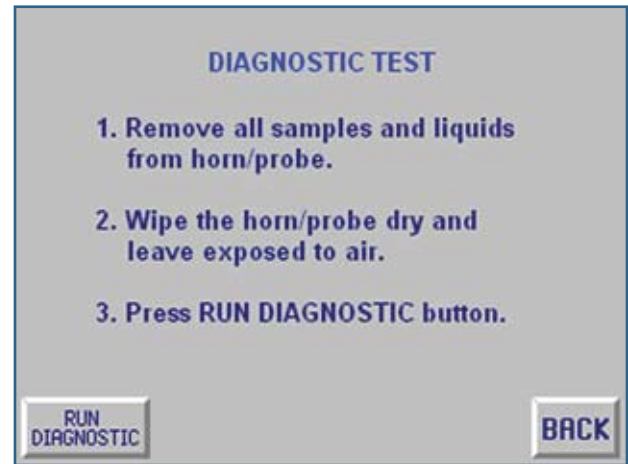 DIAGNOSTIC TEST
1. Remove all samples and liquids
from horn/probe.
2. Wipe the horn/probe dry and
leave exposed to air.
3. Press RUN DIAGNOSTIC button.
RUN
DIAGNOSTIC
BACK